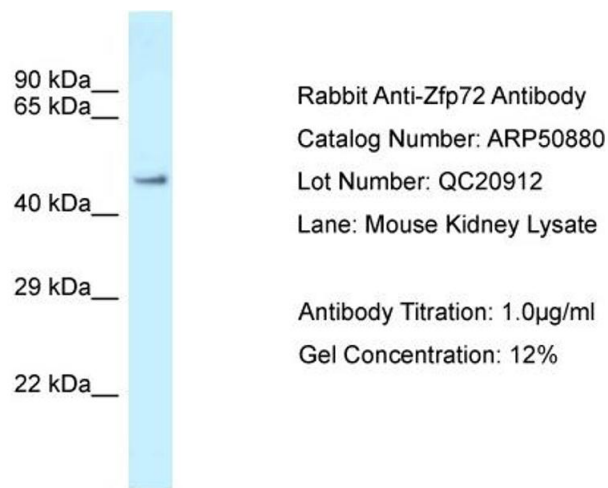 90 kDa
65 kDa
40 kDa
29 kDa
22 kDa
Rabbit Anti-Zfp72 Antibody
Catalog Number: ARP50880
Lot Number: QC20912
Lane: Mouse Kidney Lysate
Antibody Titration: 1.0µg/ml
Gel Concentration: 12%